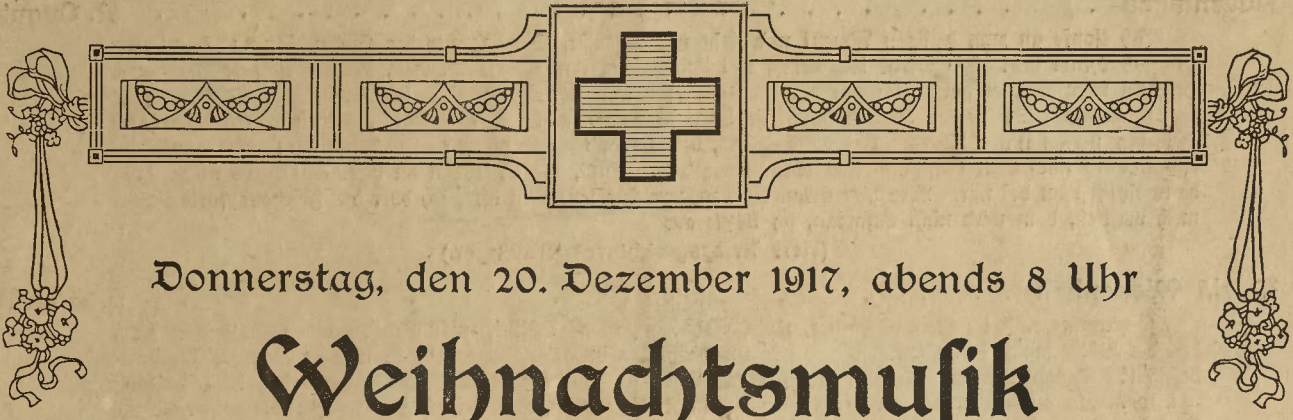 Donnerstag, den 20. Dezember 1917, abends 8 Uhr
Weihnachtsmuſik